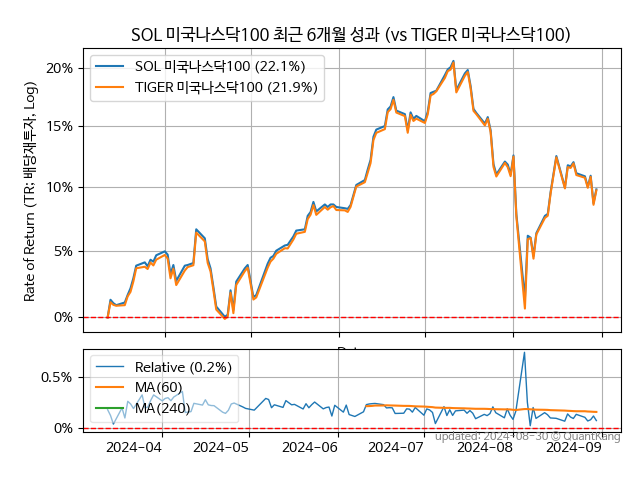 SOL 미국나스닥100 최근 6개월 성과 (vs TIGER 미국나스닥100)
Rate of Return (TR: 배당재투자, Log)
20%
15%
10%
5%
0%
SOL 미국나스닥100 (22.1%)
TIGER 미국나스닥100 (21.9%)
0.5%
0%
Relative (0.2%)
MA(60)
MA(240)
updated: 2024-08-30 © QuantKang
2024-04 2024-05 2024-06 2024-07 2024-08 2024-09